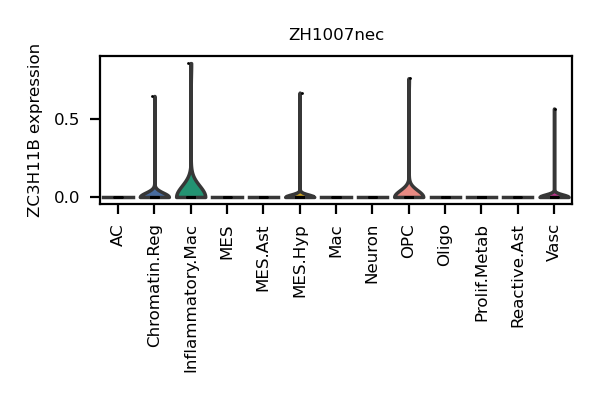 ZH1007nec
ZC3H11B expression
0.5
0.0
AC
Chromatin.Reg
Inflammatory.Mac
MES
MES.Ast
MES.Hyp
Mac
Neuron
OPC
Oligo
Prolif.Metab
Reactive.Ast
Vasc